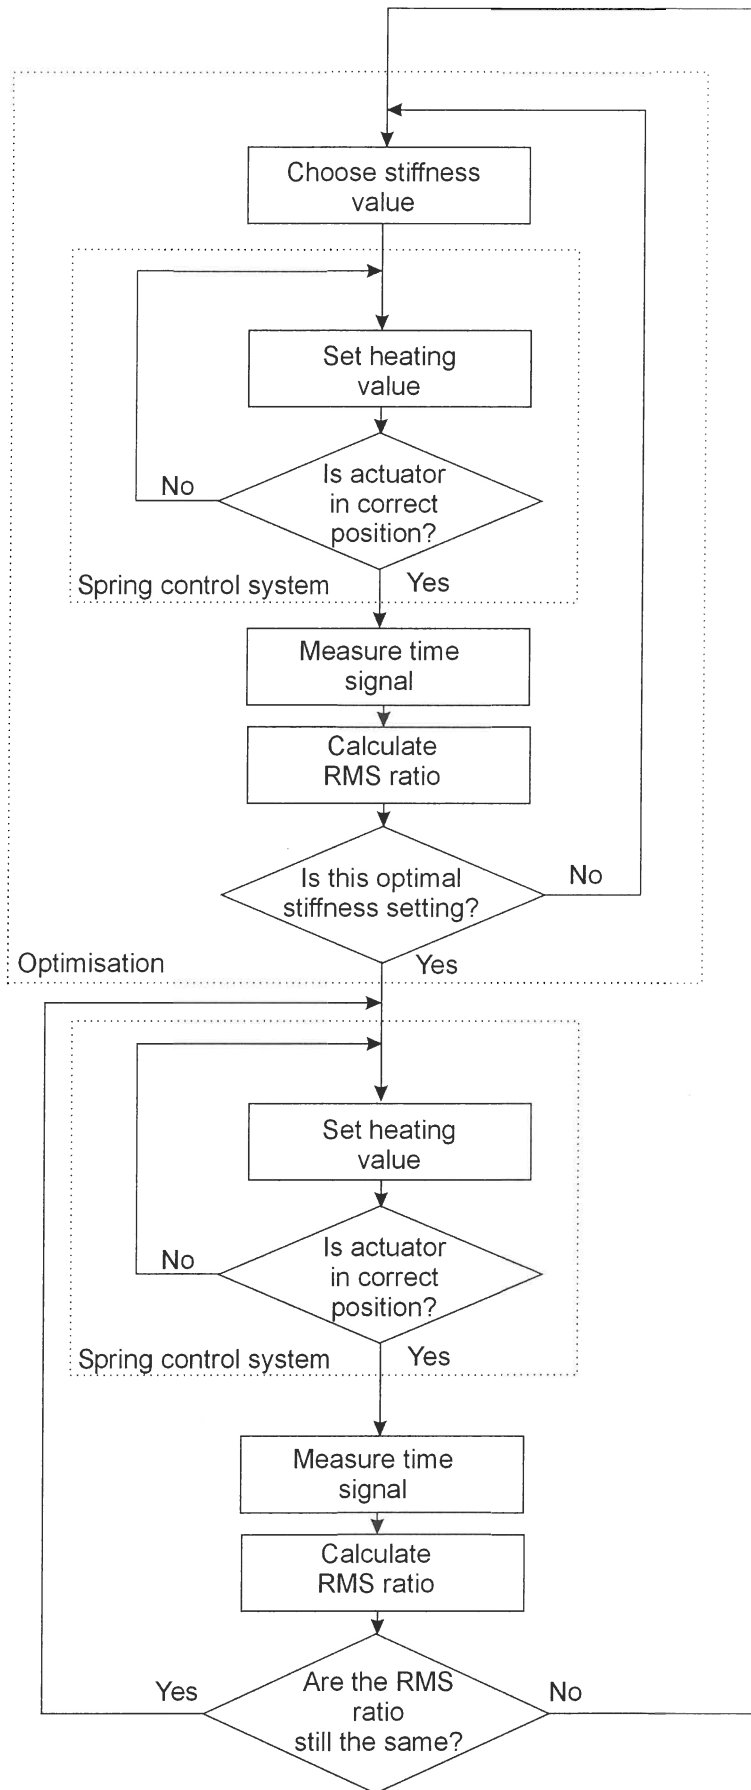 Choose stiffness
value
Set heating
value
Is actuator
in correct
position?
No
Spring control system
Yes
Measure time
signal
Calculate
RMS ratio
Is this optimal
stiffness setting?
No
Optimisation
Yes
Set heating
value
Is actuator
in correct
position?
No
Spring control system
Yes
Measure time
signal
Calculate
RMS ratio
Are the RMS
ratio
still the same?
Yes
No